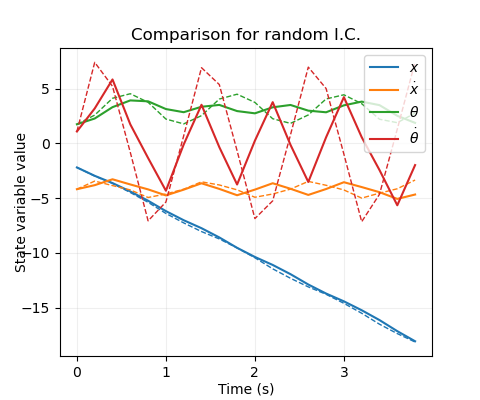 Comparison for random I.C.
State variable value
5
0
−5
−10
−15
0
1
2
3
Time (s)
x
ẋ
θ
θ̇